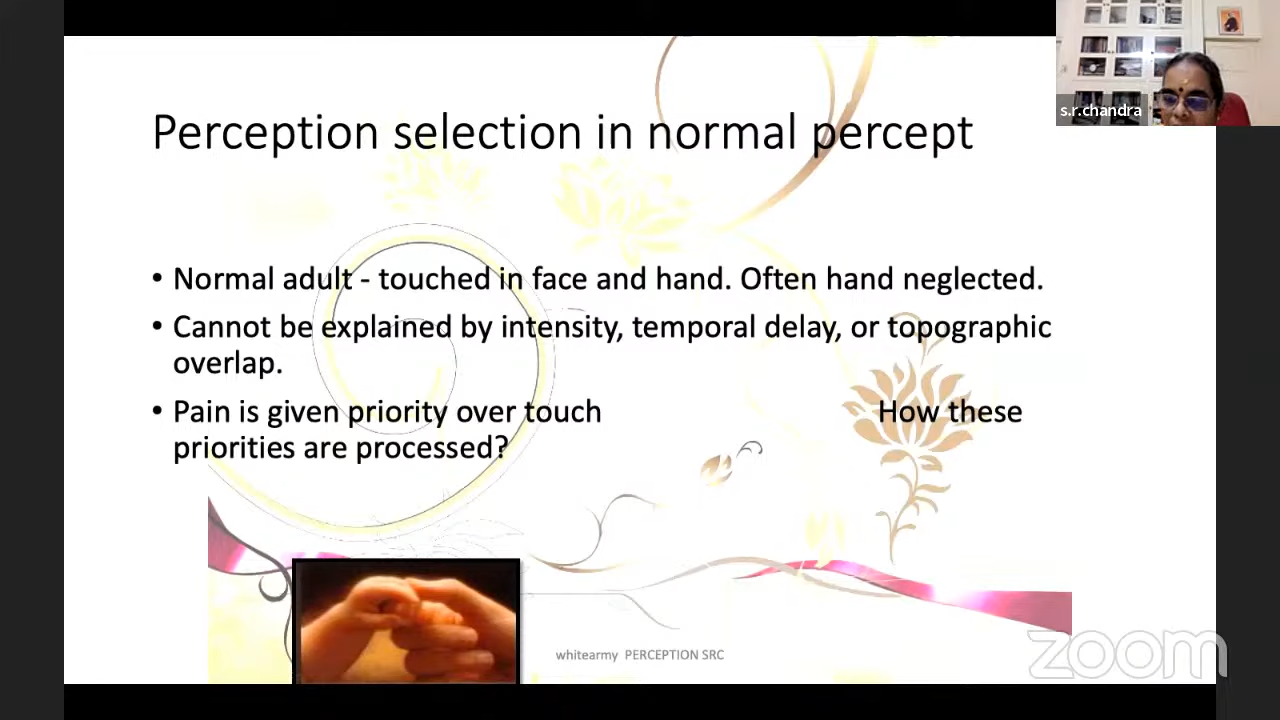 s.r.chandra
Perception selection in normal percept
• Normal adult - touched in face and hand. Often hand neglected.
• Cannot be explained by intensity, temporal delay, or topographic
overlap.
• Pain is given priority over touch How these
priorities are processed?
whitearmy PERCEPTION SRC
zoom